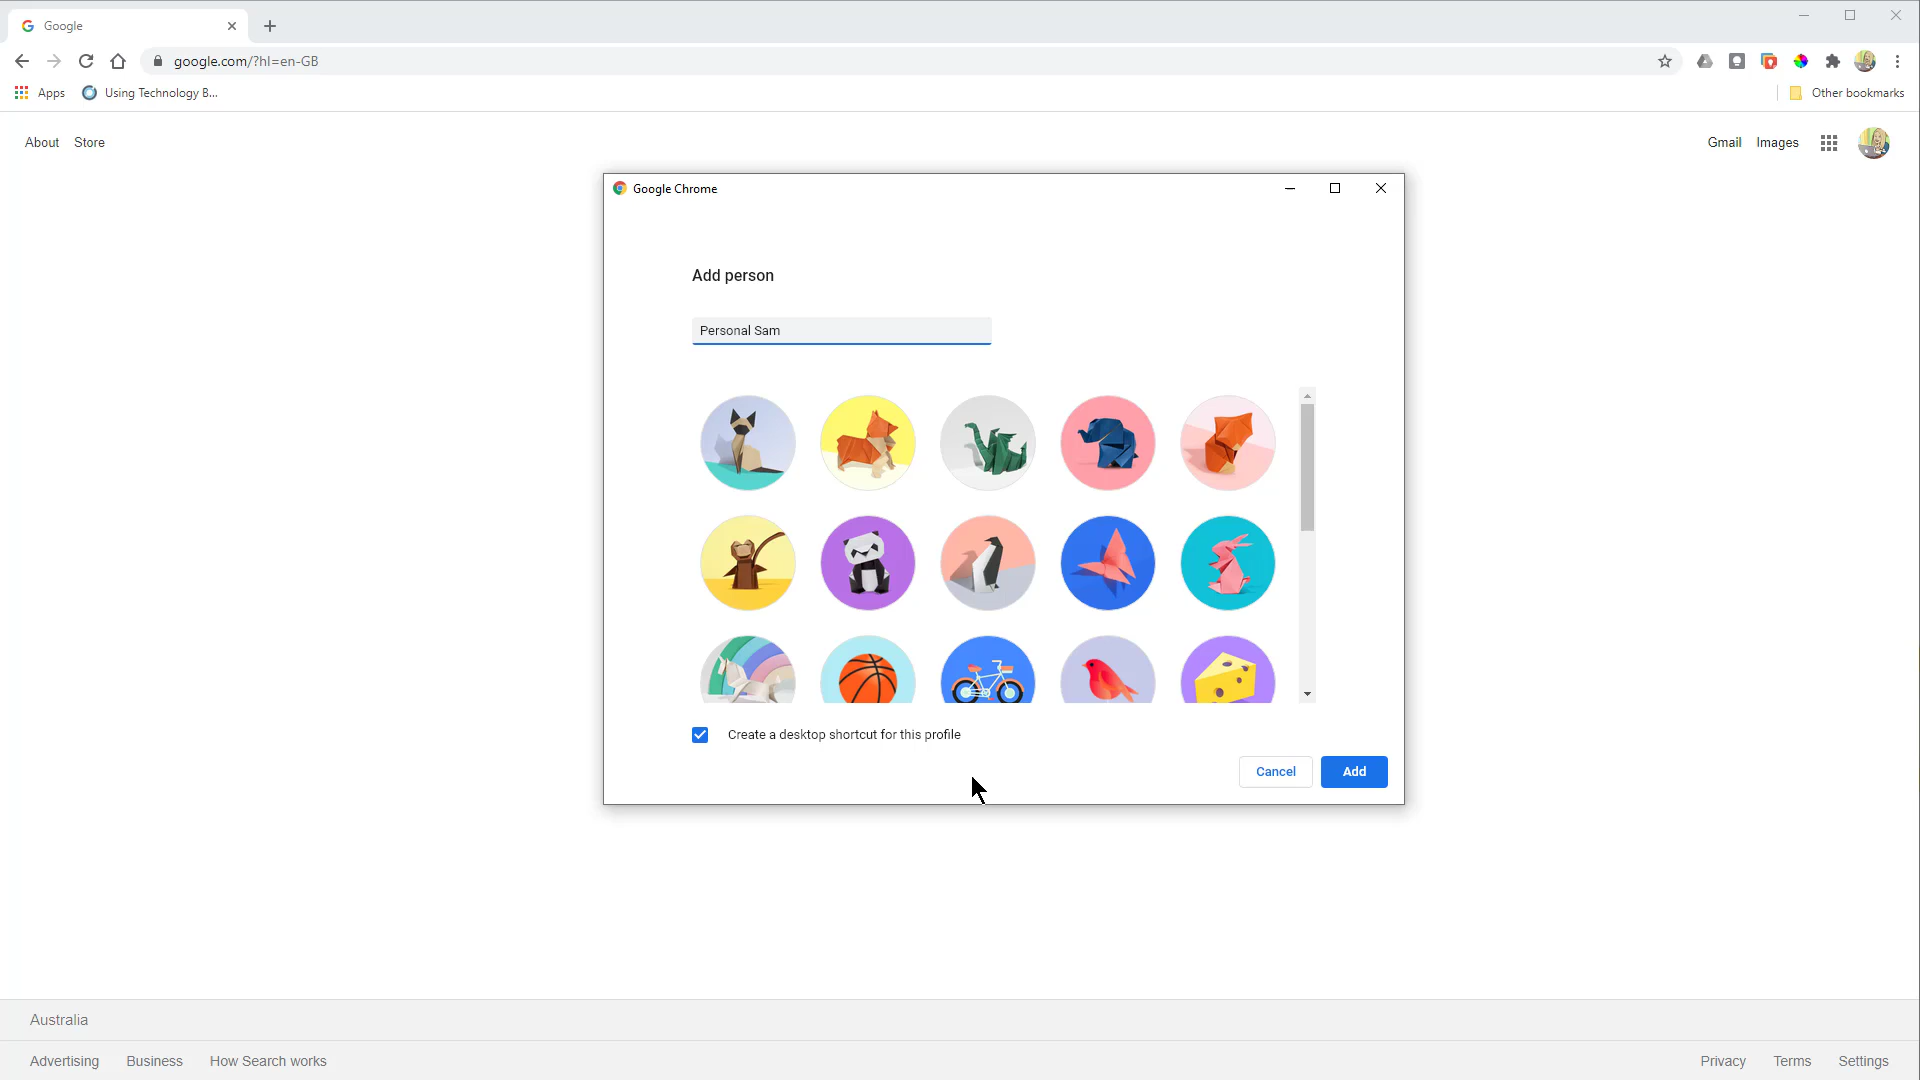 Google
google.com/?hl=en-GB
Apps Using Technology B... Other bookmarks
About Store Gmail Images
Google Chrome
Add person
Personal Sam
Create a desktop shortcut for this profile
Cancel Add
Australia
Advertising Business How Search works Privacy Terms Settings